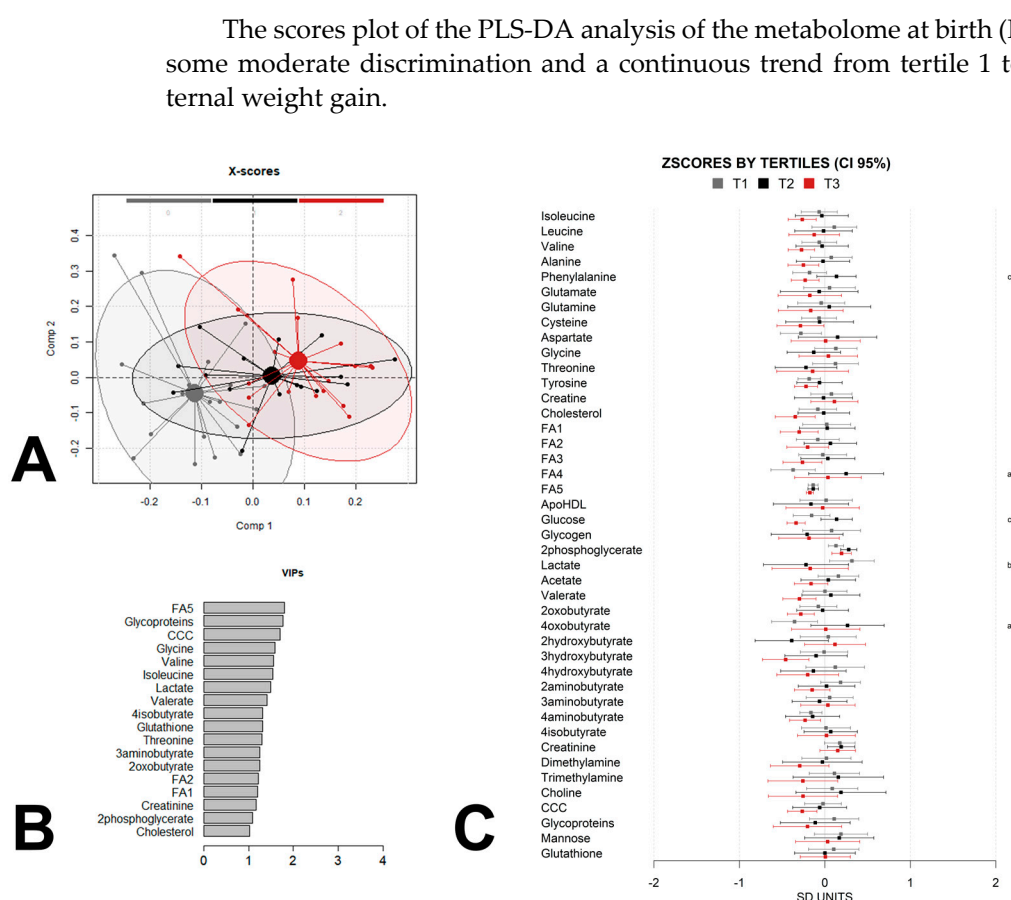 The scores plot of the PLS-DA analysis of the metabolome at birth
some moderate discrimination and a continuous trend from tertile 1
ternal weight gain.
X-scores
Comp 2
0.4
0.3
0.2
0.1
0.0
-0.1
-0.2
-0.2 -0.1 0.0 0.1 0.2
Comp 1
A
VIPs
FA5
Glycoproteins
CCC
Glycine
Valine
Isoleucine
Lactate
Valerate
4isobutyrate
Glutathione
Threonine
3aminobutyrate
2oxobutyrate
FA2
FA1
Creatinine
2phosphoglycerate
Cholesterol
0 1 2 3 4
B
ZSCORES BY TERTILES (CI 95%)
T1 T2 T3
Isoleucine
Leucine
Valine
Alanine
Phenylalanine
Glutamate
Glutamine
Cysteine
Aspartate
Glycine
Threonine
Tyrosine
Creatine
Cholesterol
FA1
FA2
FA3
FA4
FA5
ApoHDL
Glucose
Glycogen
2phosphoglycerate
Lactate
b
Acetate
Valerate
2oxobutyrate
4oxobutyrate
a
2hydroxybutyrate
3hydroxybutyrate
4hydroxybutyrate
2aminobutyrate
3aminobutyrate
4aminobutyrate
4isobutyrate
Creatinine
Dimethylamine
Trimethylamine
Choline
CCC
Glycoproteins
Mannose
Glutathione
-2 -1 0 1 2
SD UNITS
C